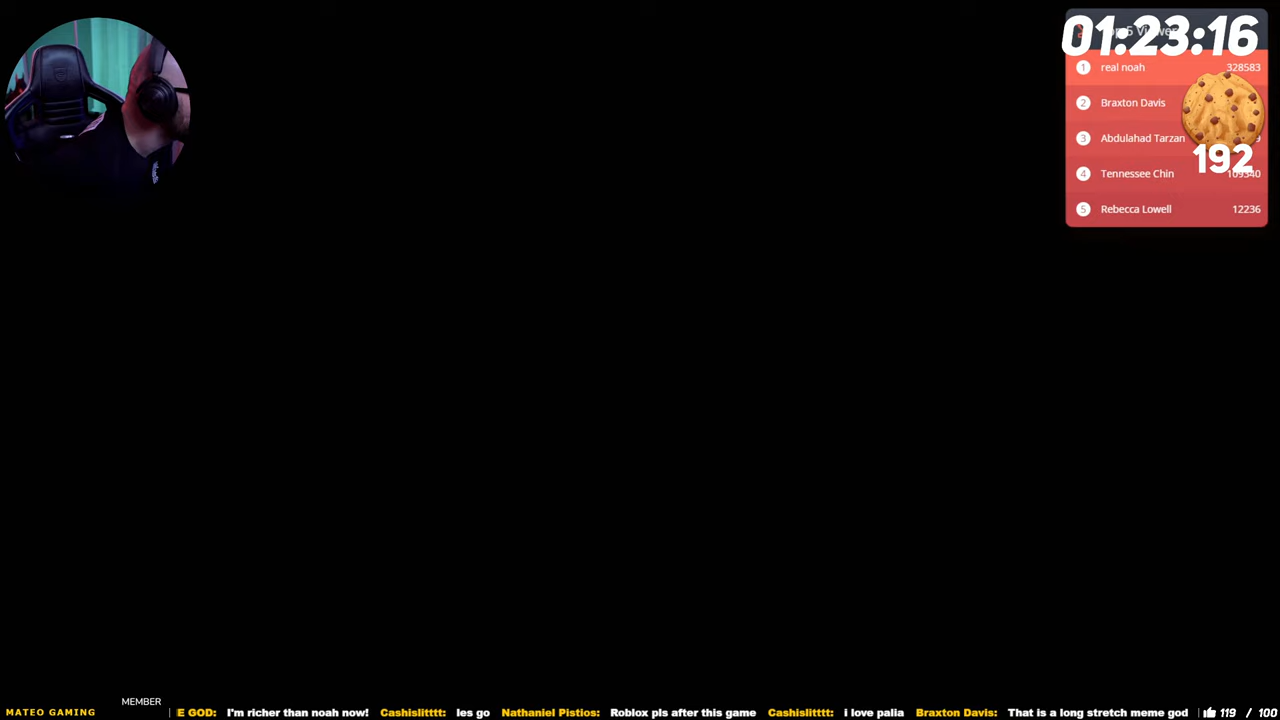 01:23:16
1 real noah 328583
2 Braxton Davis
3 Abdulahad Tarzan
192
4 Tennessee Chin 109340
5 Rebecca Lowell 12236
MEMBER
MATEO GAMING E GOD: I'm richer than noah now! Cashislitttt: les go Nathaniel Pistios: Roblox pls after this game Cashislitttt: i love palia Braxton Davis: That is a long stretch meme god 119 / 100